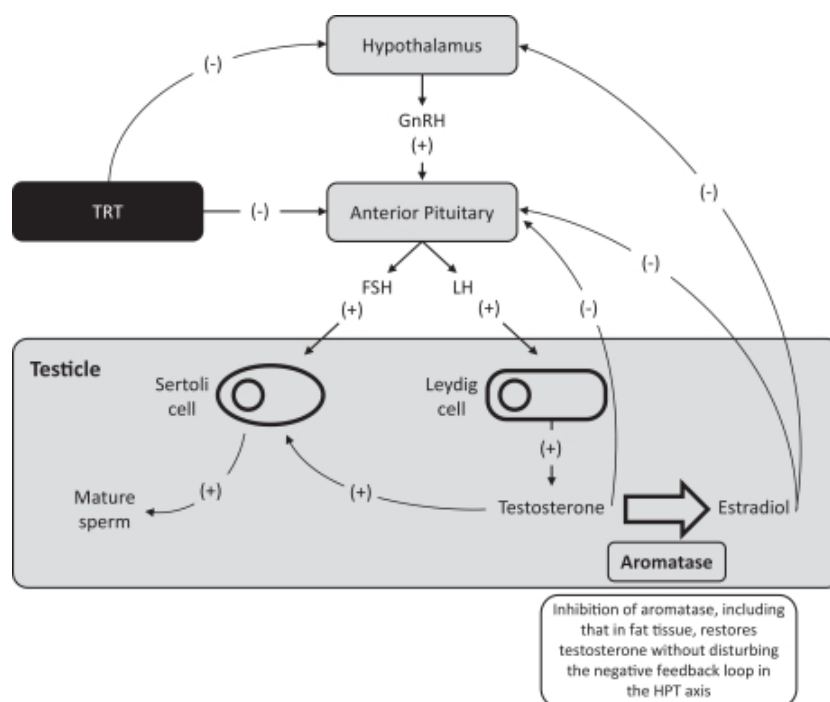 Hypothalamus
(-)
GnRH
(+)
TRT
(-)
Anterior Pituitary
(-)
(-)
(-)
FSH
LH
(+)
(+)
Testicle
Sertoli
cell
Leydig
cell
(+)
(+)
(+)
Mature
sperm
Testosterone
Estradiol
Aromatase
Inhibition of aromatase, including
that in fat tissue, restores
testosterone without disturbing
the negative feedback loop in
the HPT axis